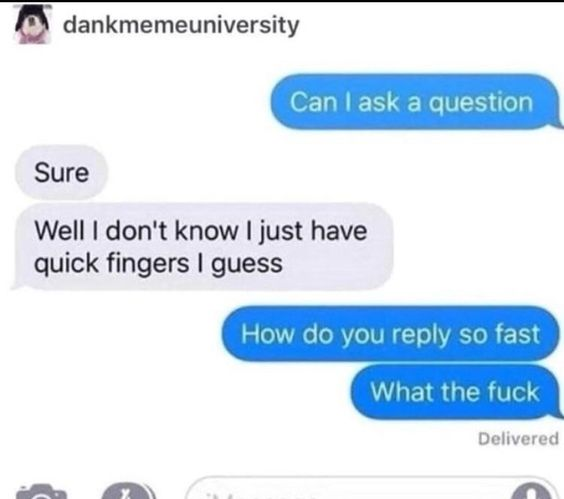 dankmemeuniversity
Can I ask a question
Sure
Well I don't know I just have
quick fingers I guess
How do you reply so fast
What the fuck
Delivered